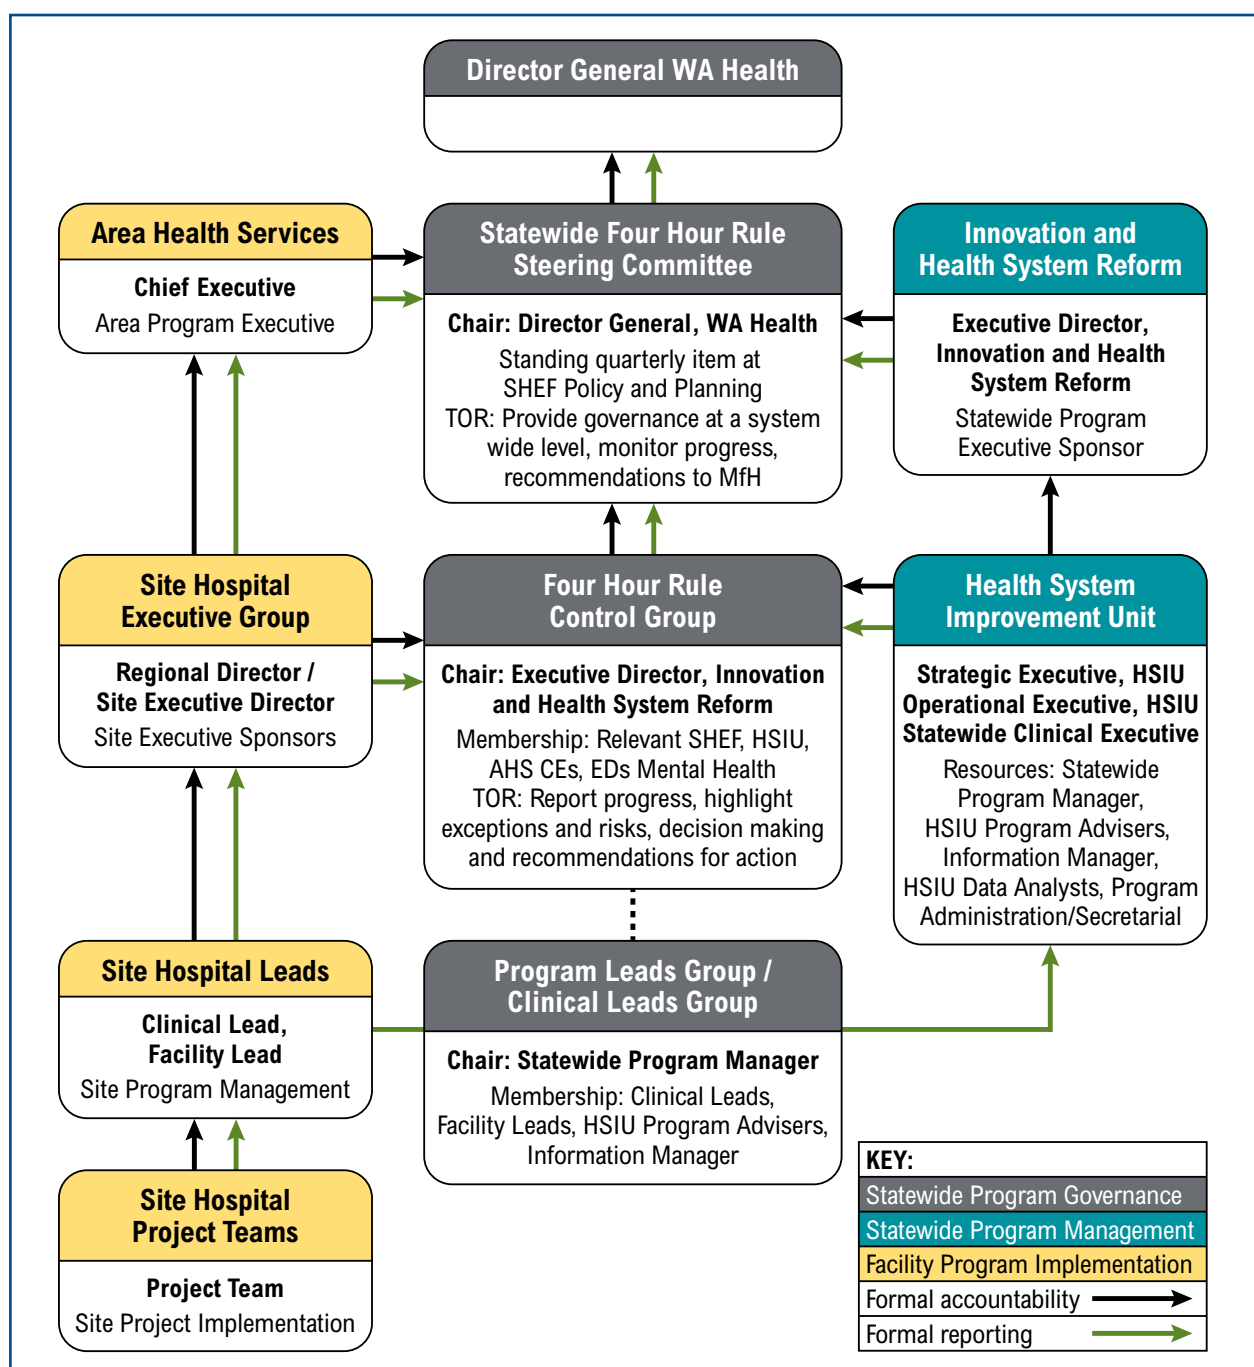 Director General WA Health
Area Health Services
Chief Executive
Area Program Executive
Statewide Four Hour Rule
Steering Committee
Chair: Director General, WA Health
Standing quarterly item at
SHEF Policy and Planning
TOR: Provide governance at a system
wide level, monitor progress,
recommendations to MfH
Innovation and
Health System Reform
Executive Director,
Innovation and Health
System Reform
Statewide Program
Executive Sponsor
Site Hospital
Executive Group
Regional Director /
Site Executive Director
Site Executive Sponsors
Four Hour Rule
Control Group
Chair: Executive Director, Innovation
and Health System Reform
Membership: Relevant SHEF, HSIU,
AHS CEs, EDs Mental Health
TOR: Report progress, highlight
exceptions and risks, decision making
and recommendations for action
Health System
Improvement Unit
Strategic Executive, HSIU
Operational Executive, HSIU
Statewide Clinical Executive
Resources: Statewide
Program Manager,
HSIU Program Advisers,
Information Manager,
HSIU Data Analysts, Program
Administration/Secretarial
Site Hospital Leads
Clinical Lead,
Facility Lead
Site Program Management
Program Leads Group /
Clinical Leads Group
Chair: Statewide Program Manager
Membership: Clinical Leads,
Facility Leads, HSIU Program Advisers,
Information Manager
Site Hospital
Project Teams
Project Team
Site Project Implementation
KEY:
Statewide Program Governance
Statewide Program Management
Facility Program Implementation
Formal accountability
Formal reporting